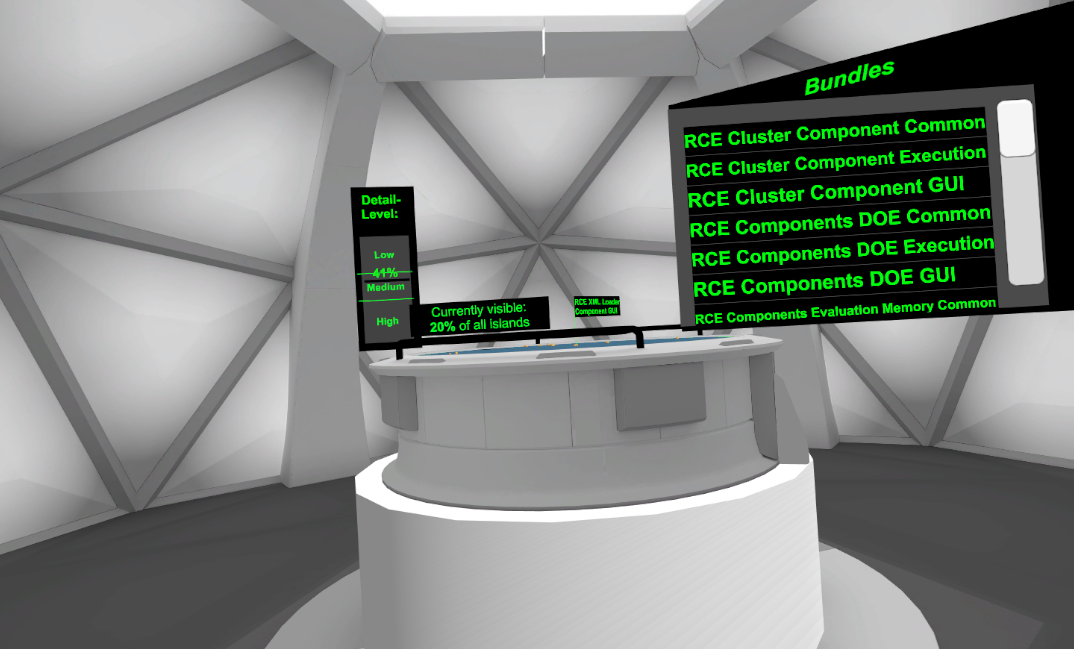 Bundles
RCE Cluster Component Common
RCE Cluster Component Execution
RCE Cluster Component GUI
RCE Components DOE Common
RCE Components DOE Execution
RCE Components DOE GUI
RCE Components Evaluation Memory Common
Detail-
Level:
Low
41%
Medium
High
Currently visible:
20% of all islands
RCE XML Loader
Component GUI